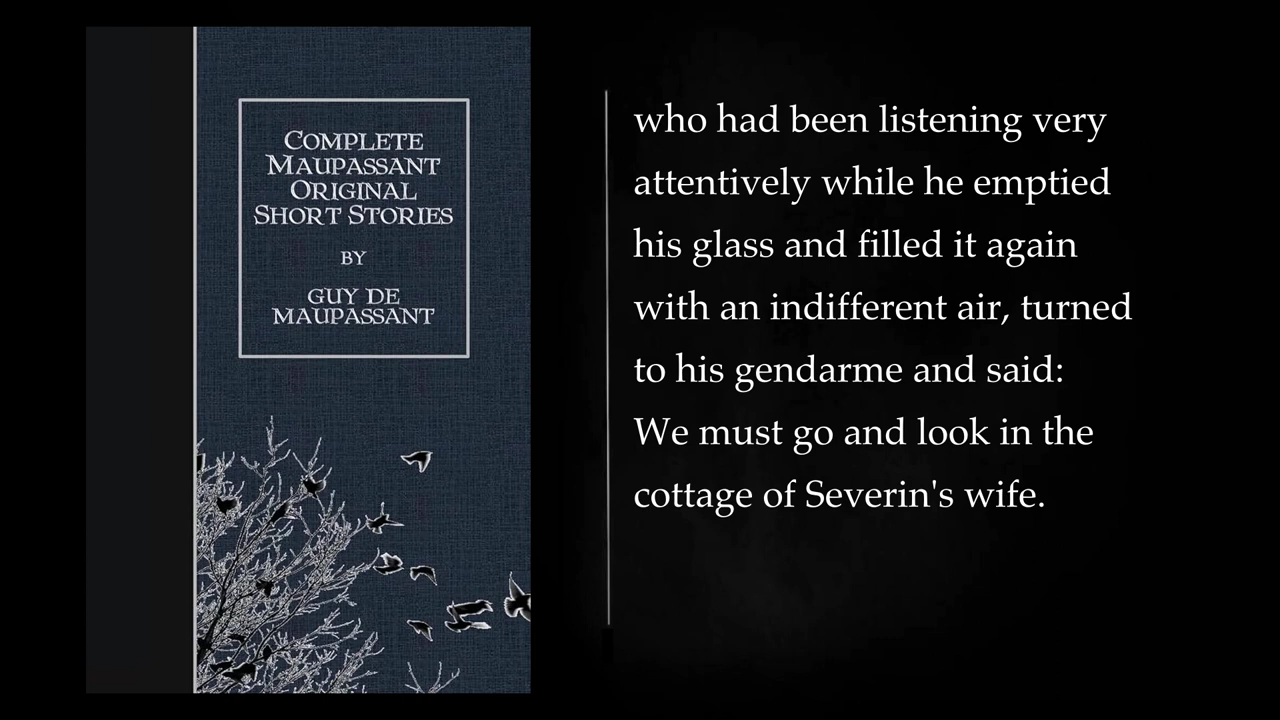 COMPLETE
MAUPASSANT
ORIGINAL
SHORT STORIES
BY
GUY DE
MAUPASSANT
who had been listening very
attentively while he emptied
his glass and filled it again
with an indifferent air, turned
to his gendarme and said:
We must go and look in the
cottage of Severin's wife.